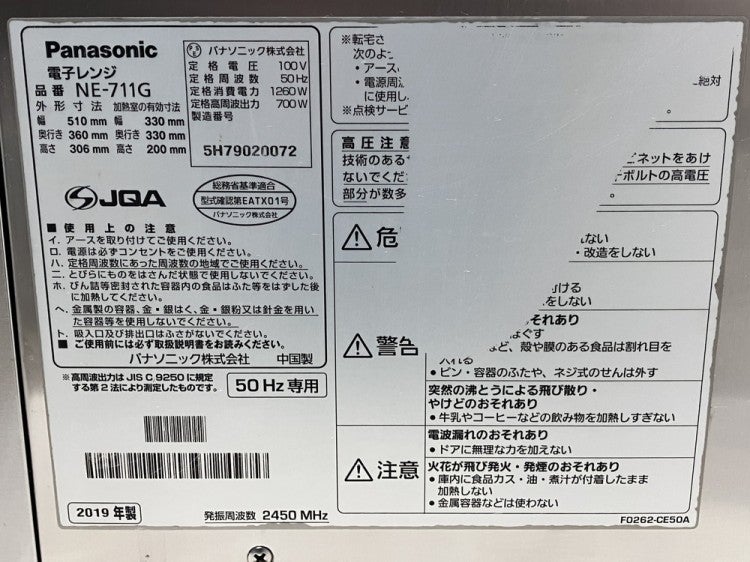 Panasonic
電子レンジ
品番 NE-711G
外形寸法 加熱室の有効寸法
幅 510 mm 幅 330 mm
奥行き 360 mm 奥行き 330 mm
高さ 306 mm 高さ 200 mm
パナソニック株式会社
定格電圧 100V
定格周波数 50Hz
定格消費電力 1260W
定格高周波出力 700W
製造番号
5H79020072
JQA
総務省基準適合
型式確認第EATX01号
パナソニック株式会社
■使用上の注意
イ. アースを取り付けてご使用ください。
ロ. 電源は必ずコンセントをご使用ください。
ハ. 定格周波数にあった周波数の地域でご使用ください。
ニ. とびらにものをはさんだ状態で使用しないでください。
ホ. びん詰等密封された容器内の食品はふた等をはずした後
に加熱してください。
ヘ. 金属製の容器、金・銀はく、金・銀粉又は針金を用い
た容器等を使用しないでください。
ト. 吸入口及び排出口はふさがないでください。
■ご使用前には必ず取扱説明書をお読みください。
パナソニック株式会社 中国製
※高周波出力は JIS C 9250 に規定
する第2法により測定したものです。
50 Hz 専用
2019 年製
発振周波数 2450 MHz
※転宅さ
次のよ
・アース
・電源周
に使用し
絶対
※点検サービ
。
高圧注意
技術のある
ネットをあけ
ないでくだ
ボルトの高電圧
部分が数多
。
危
ない
・改造をしない
ける
をしない
警告
それあり
ぐす
ど、殻や膜のある食品は割れ目を
入れる
• ビン・容器のふたや、ネジ式のせんは外す
突然の沸とうによる飛び散り・
やけどのおそれあり
• 牛乳やコーヒーなどの飲み物を加熱しすぎない
注意
電波漏れのおそれあり
• ドアに無理な力を加えない
火花が飛び発火・発煙のおそれあり
• 庫内に食品カス・油・煮汁が付着したまま
加熱しない
• 金属容器などは使わない
F0262-CE50A